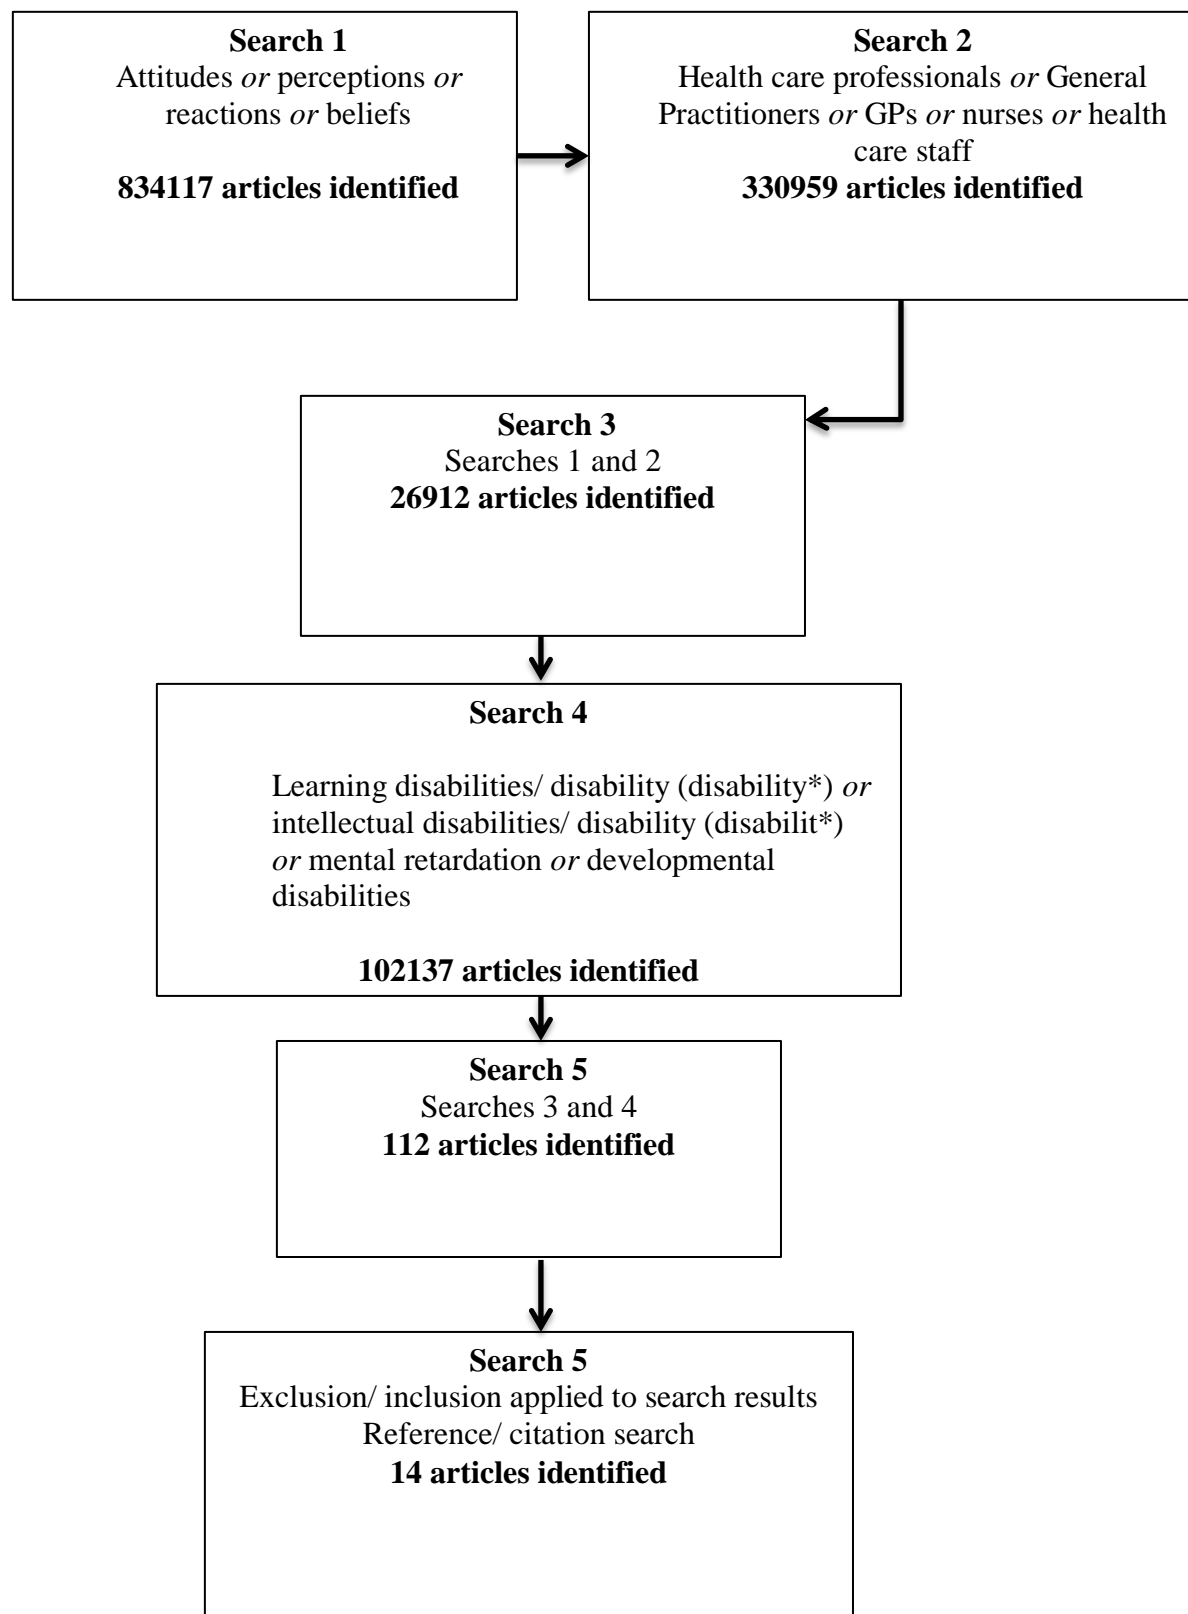 Search 1
Attitudes or perceptions or
reactions or beliefs
834117 articles identified
Search 2
Health care professionals or General
Practitioners or GPs or nurses or health
care staff
330959 articles identified
Search 3
Searches 1 and 2
26912 articles identified
Search 4
Learning disabilities/ disability (disability*) or
intellectual disabilities/ disability (disabilit*)
or mental retardation or developmental
disabilities
102137 articles identified
Search 5
Searches 3 and 4
112 articles identified
Search 5
Exclusion/ inclusion applied to search results
Reference/ citation search
14 articles identified